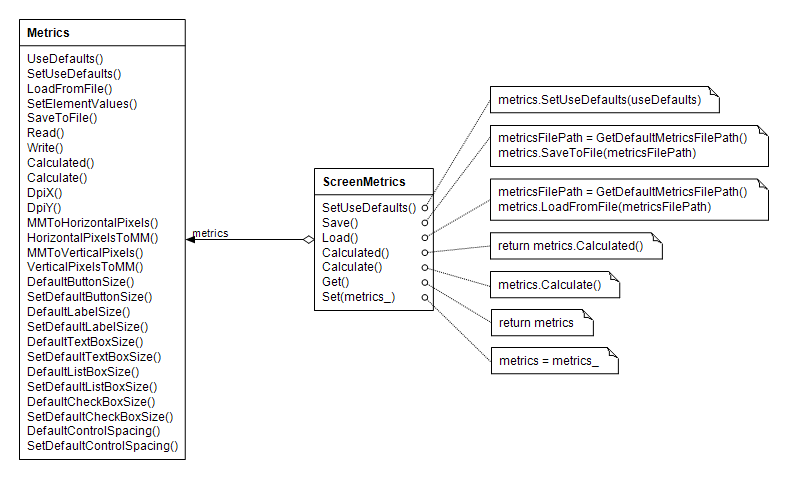 Metrics
UseDefaults()
SetUseDefaults()
LoadFromFile()
SetElementValues()
SaveToFile()
Read()
Write()
Calculated()
Calculate()
DpiX()
DpiY()
MMToHorizontalPixels()
HorizontalPixelsToMM()
MMToVerticalPixels()
VerticalPixelsToMM()
DefaultButtonSize()
SetDefaultButtonSize()
DefaultLabelSize()
SetDefaultLabelSize()
DefaultTextBoxSize()
SetDefaultTextBoxSize()
DefaultListBoxSize()
SetDefaultListBoxSize()
DefaultCheckBoxSize()
SetDefaultCheckBoxSize()
DefaultControlSpacing()
SetDefaultControlSpacing()
metrics
ScreenMetrics
SetUseDefaults()
Save()
Load()
Calculated()
Calculate()
Get()
Set(metrics_)
metrics.SetUseDefaults(useDefaults)
metricsFilePath = GetDefaultMetricsFilePath()
metrics.SaveToFile(metricsFilePath)
metricsFilePath = GetDefaultMetricsFilePath()
metrics.LoadFromFile(metricsFilePath)
return metrics.Calculated()
metrics.Calculate()
return metrics
metrics = metrics_